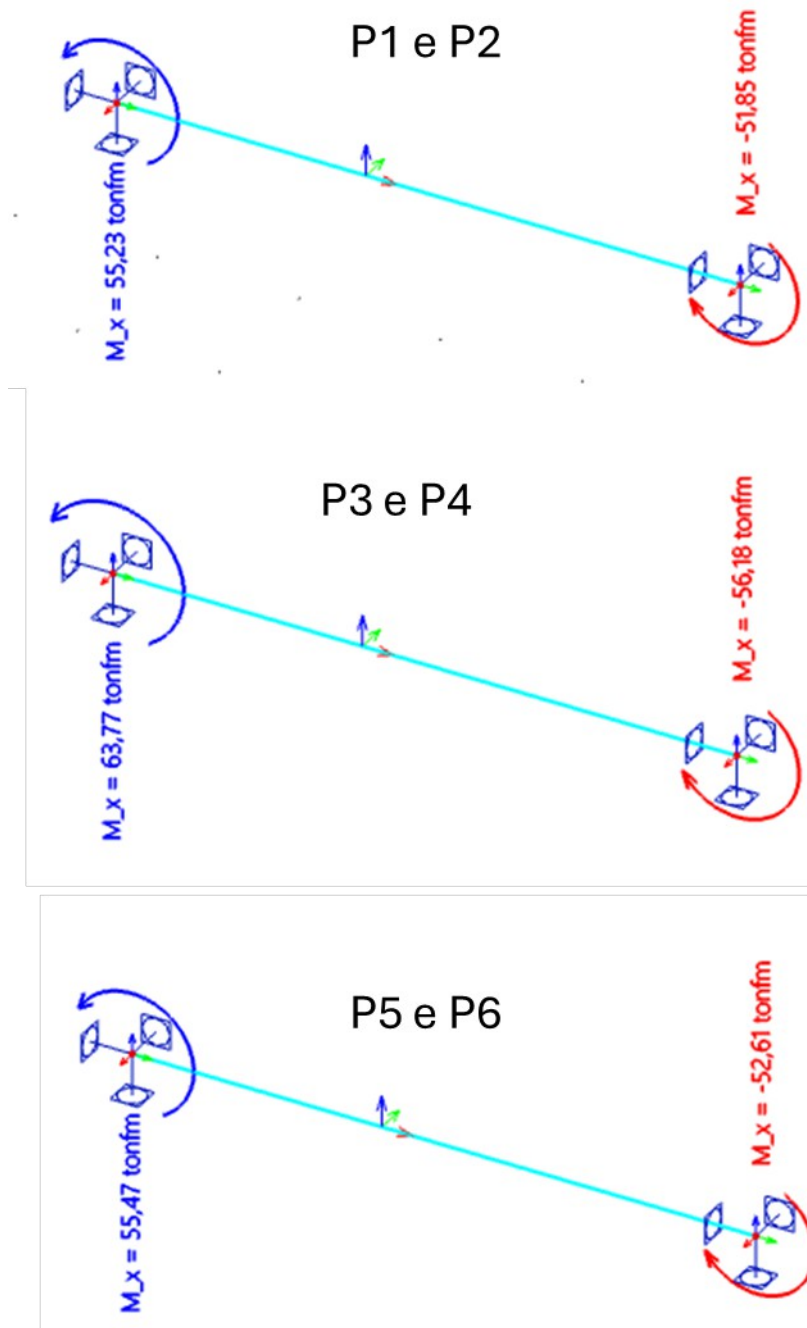 P1 e P2
M_x = 55,23 tonfm
M_x = -51,85 tonfm
P3 e P4
M_x = 63,77 tonfm
M_x = -56,18 tonfm
P5 e P6
M_x = 55,47 tonfm
M_x = -52,61 tonfm